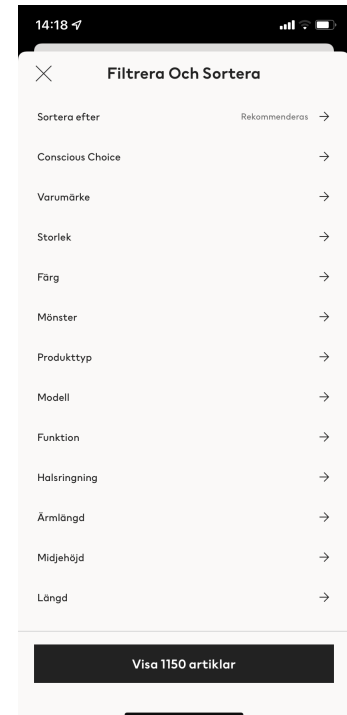 14:18
Filtrera Och Sortera
Sortera efter Rekommenderas
Conscious Choice
Varumärke
Storlek
Färg
Mönster
Produkttyp
Modell
Funktion
Halsringning
Ärmlängd
Midjehöjd
Längd
Visa 1150 artiklar